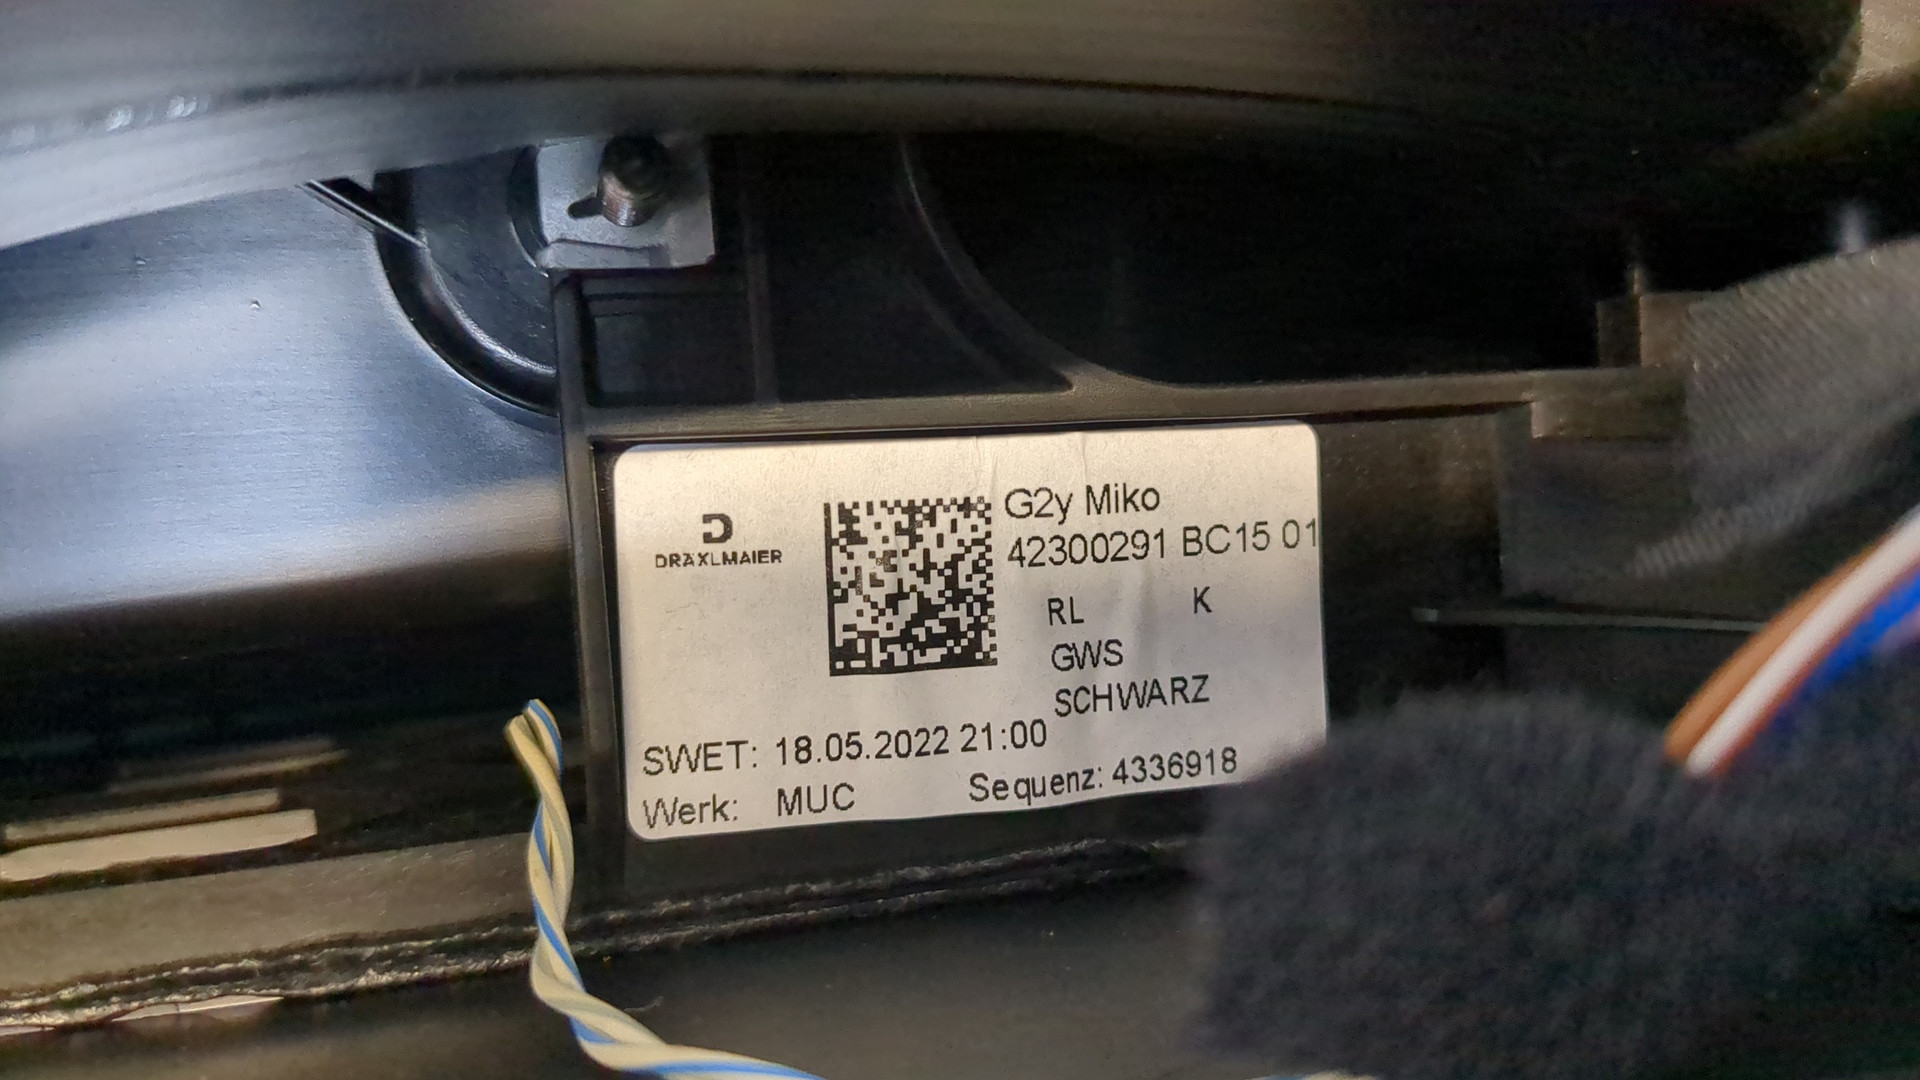 DRÄXLMAIER
G2y Miko
42300291 BC15 01
RL K
GWS
SCHWARZ
SWET: 18.05.2022 21:00
Werk: MUC Sequenz: 4336918